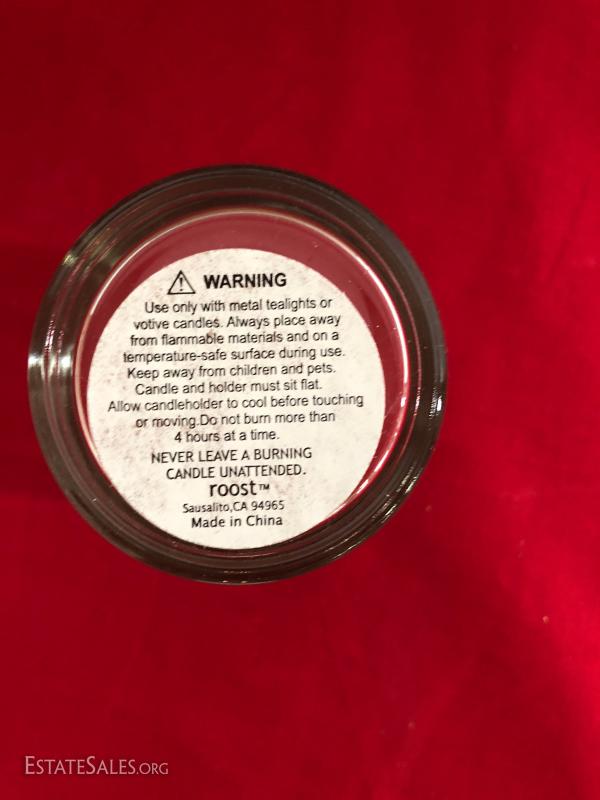 WARNING
Use only with metal tealights or
votive candles. Always place away
from flammable materials and on a
temperature-safe surface during use.
Keep away from children and pets.
Candle and holder must sit flat.
Allow candleholder to cool before touching
or moving.Do not burn more than
4 hours at a time.
NEVER LEAVE A BURNING
CANDLE UNATTENDED.
roost™
Sausalito,CA 94965
Made in China
ESTATESALES.ORG